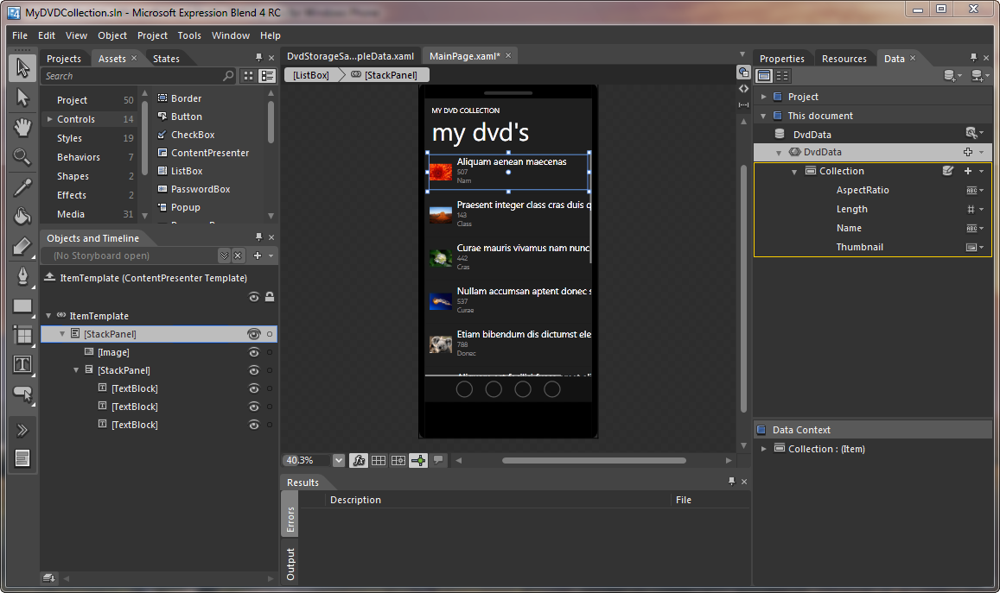 MyDVDCollection.sln - Microsoft Expression Blend 4 RC
File Edit View Object Project Tools Window Help
Projects Assets × States
Search
Project 50
Controls 14
Styles 19
Behaviors 7
Shapes 2
Effects 2
Media 31
Border
Button
CheckBox
ContentPresenter
ListBox
PasswordBox
Popup
Objects and Timeline
(No Storyboard open)
ItemTemplate (ContentPresenter Template)
ItemTemplate
[StackPanel]
[Image]
[StackPanel]
[TextBlock]
[TextBlock]
[TextBlock]
DvdStorageSa...pleData.xaml MainPage.xaml* ×
[ListBox] [StackPanel]
MY DVD COLLECTION
my dvd's
Aliquam aenean maecenas
507
Nam
Praesent integer class cras duis q
143
Class
Curae mauris vivamus nam nunc
442
Cras
Nullam accumsan aptent donec s
537
Curae
Etiam bibendum dis dictumst ele
788
Donec
40.3%
Results
Errors
Output
Description File
Properties Resources Data ×
Project
This document
DvdData
DvdData
Collection
AspectRatio ABC
Length #
Name ABC
Thumbnail
Data Context
Collection : (Item)